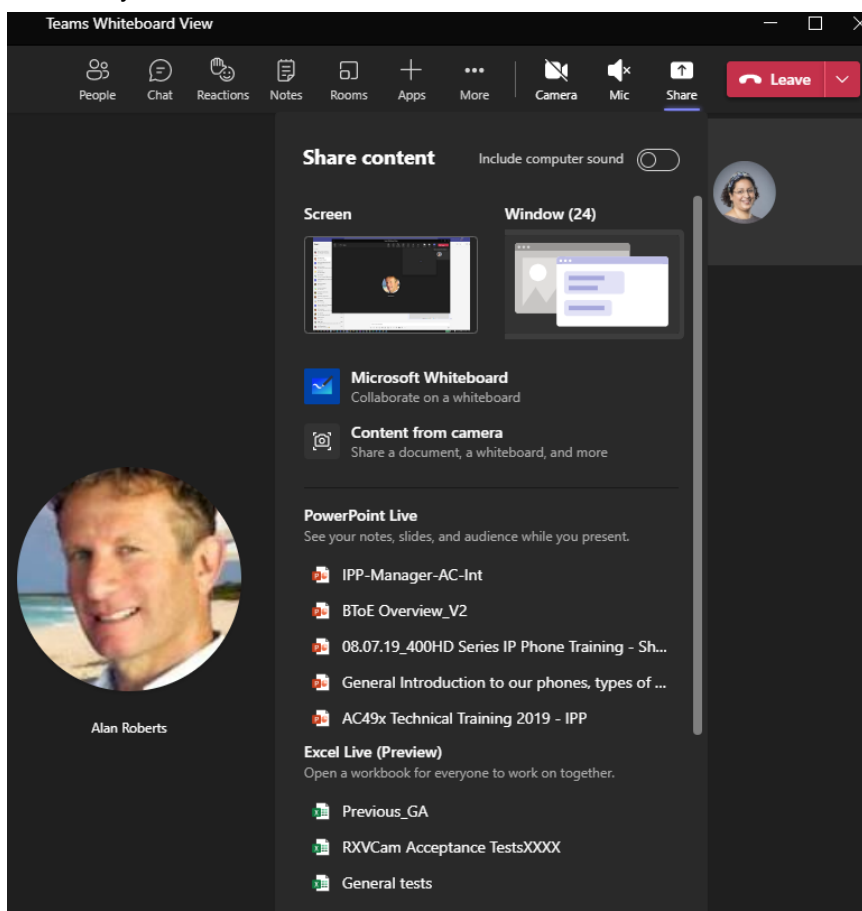 Teams Whiteboard View
People Chat Reactions Notes Rooms Apps More Camera Mic Share Leave
Share content Include computer sound
Screen Window (24)
Microsoft Whiteboard
Collaborate on a whiteboard
Content from camera
Share a document, a whiteboard, and more
PowerPoint Live
See your notes, slides, and audience while you present.
IPP-Manager-AC-Int
BToE Overview_V2
08.07.19_400HD Series IP Phone Training - Sh...
General Introduction to our phones, types of ...
AC49x Technical Training 2019 - IPP
Alan Roberts
Excel Live (Preview)
Open a workbook for everyone to work on together.
Previous_GA
RXVCam Acceptance TestsXXXX
General tests